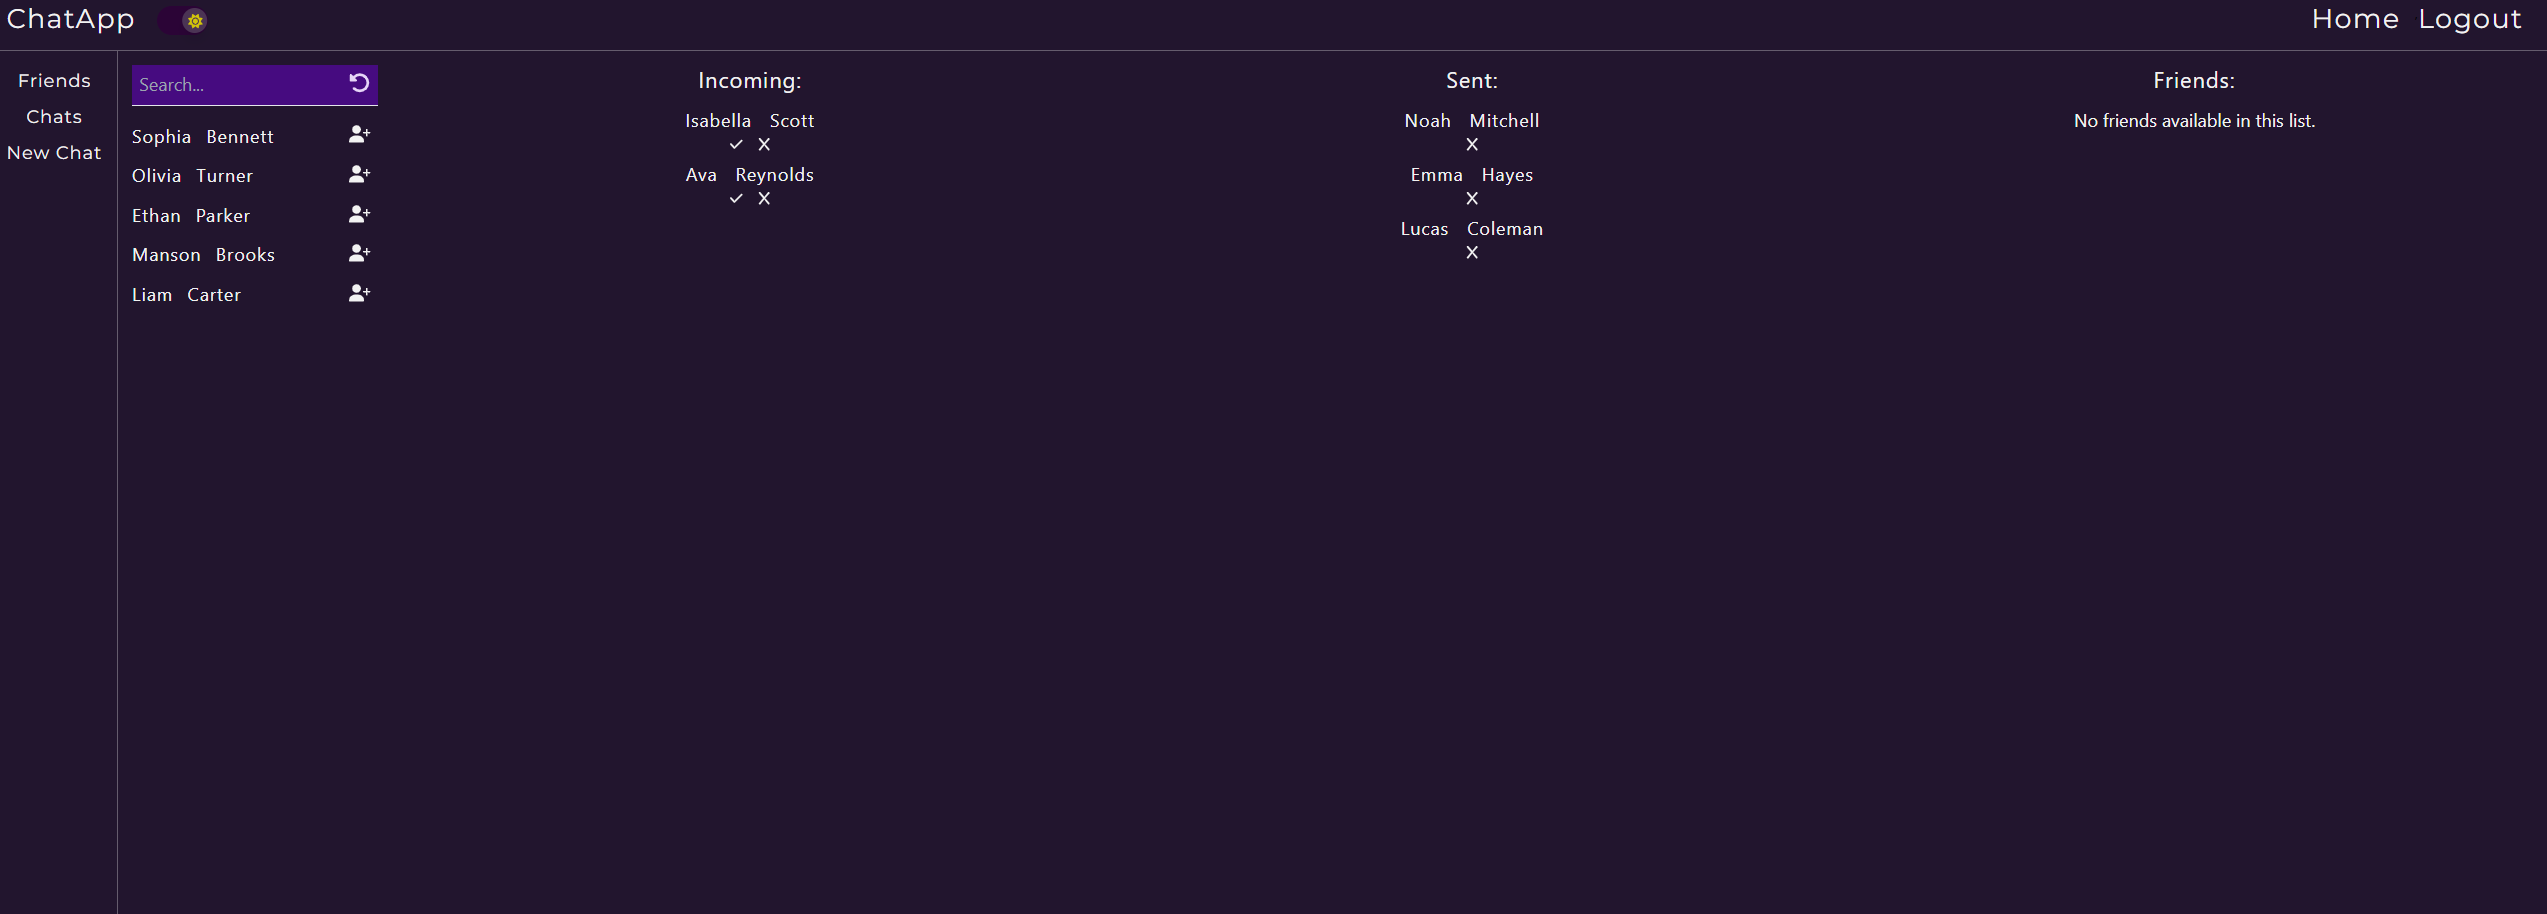 ChatApp
Home Logout
Friends
Chats
New Chat
Search...
Sophia Bennett
Olivia Turner
Ethan Parker
Manson Brooks
Liam Carter
Incoming:
Isabella Scott
Ava Reynolds
Sent:
Noah Mitchell
Emma Hayes
Lucas Coleman
Friends:
No friends available in this list.